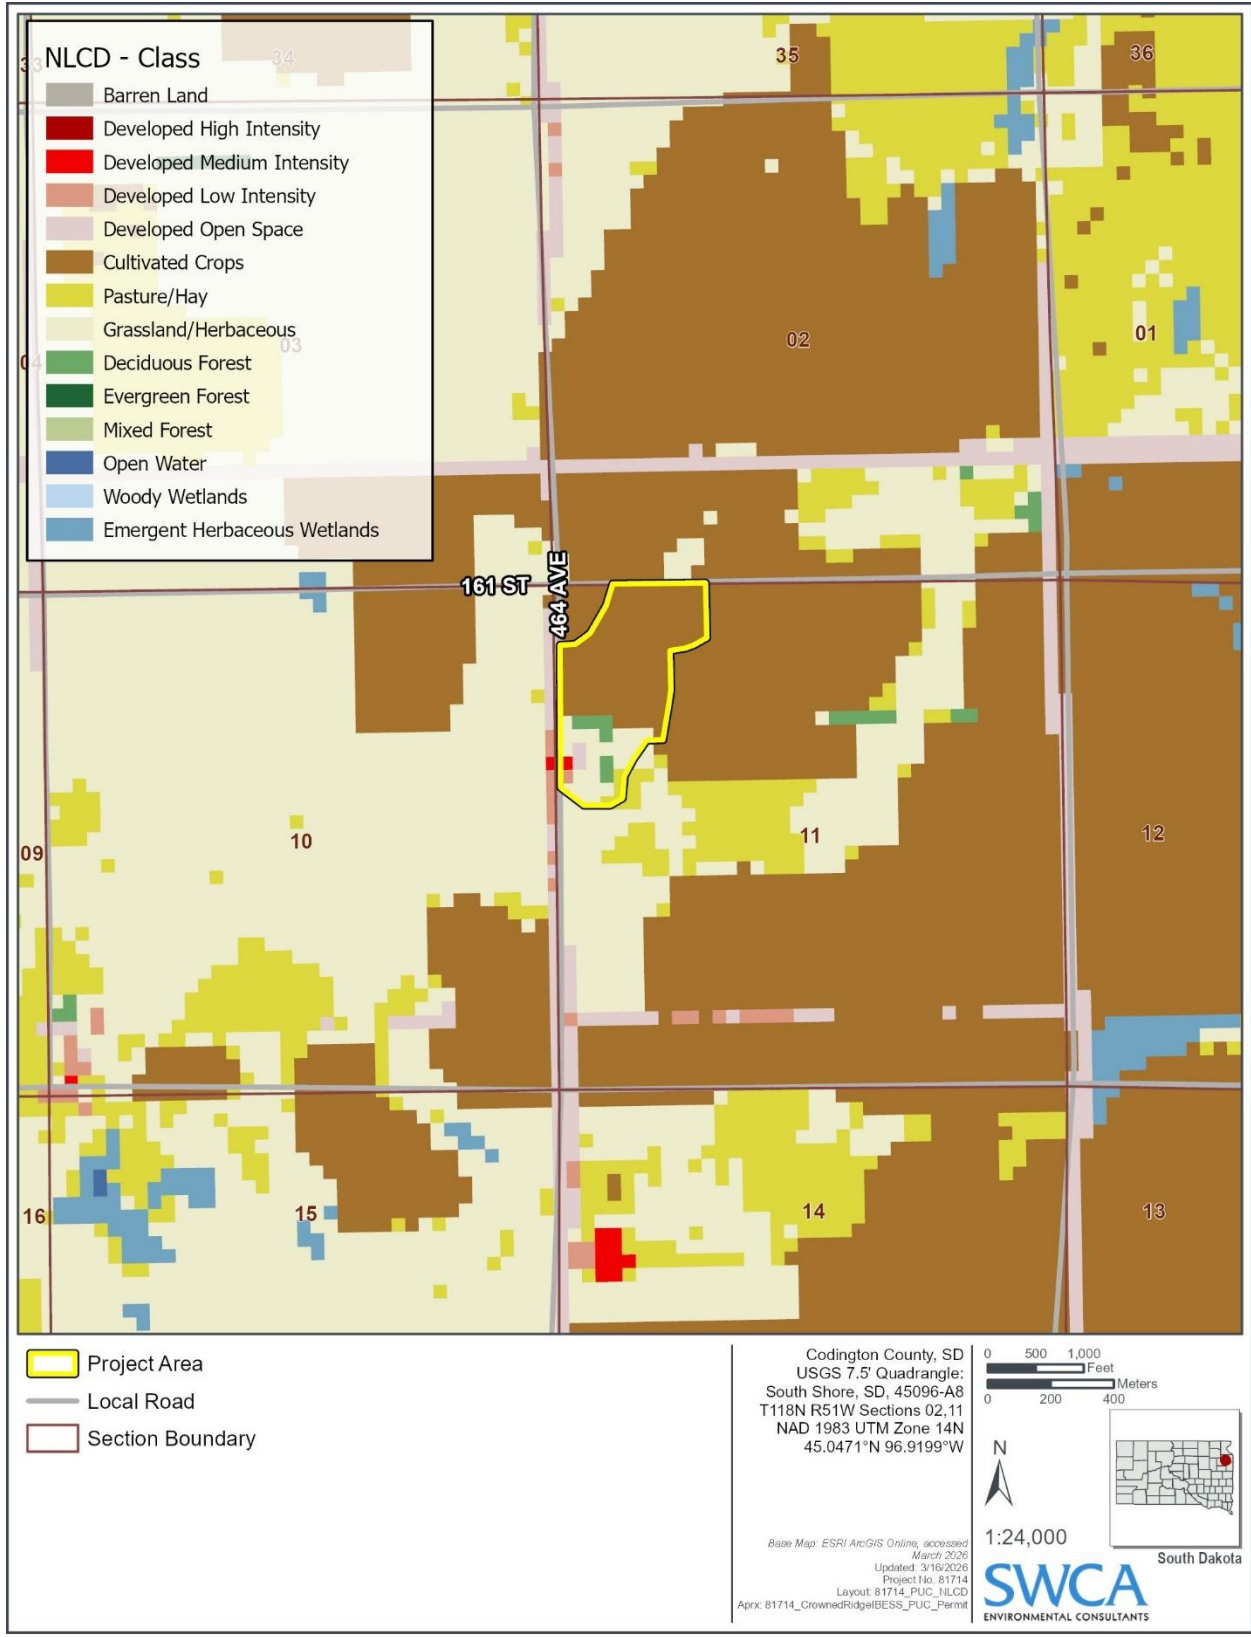 NLCD - Class
Barren Land
Developed High Intensity
Developed Medium Intensity
Developed Low Intensity
Developed Open Space
Cultivated Crops
Pasture/Hay
Grassland/Herbaceous
Deciduous Forest
Evergreen Forest
Mixed Forest
Open Water
Woody Wetlands
Emergent Herbaceous Wetlands
33
34
35
36
04
03
02
01
161 ST
464 AVE
09
10
11
12
16
15
14
13
Project Area
Local Road
Section Boundary
Codington County, SD
USGS 7.5' Quadrangle:
South Shore, SD, 45096-A8
T118N R51W Sections 02,11
NAD 1983 UTM Zone 14N
45.0471°N 96.9199°W
Base Map: ESRI ArcGIS Online, accessed
March 2026
Updated: 3/16/2026
Project No. 81714
Layout: 81714_PUC_NLCD
Aprx: 81714_CrownedRidgeIBESS_PUC_Permit
0 500 1,000
Feet
Meters
0 200 400
N
1:24,000
South Dakota
SWCA
ENVIRONMENTAL CONSULTANTS